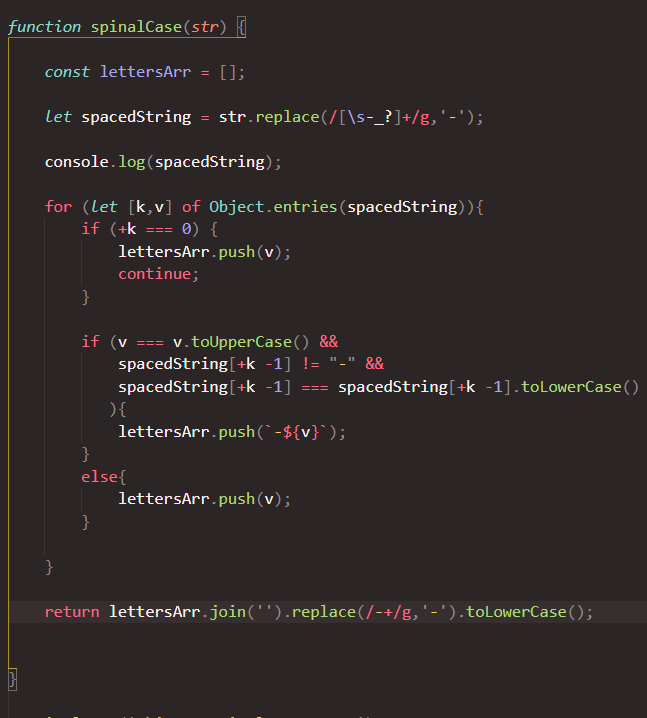 function spinalCase(str) {
const lettersArr = [];
let spacedString = str.replace(/[\s-_?]+/g,'-');
console.log(spacedString);
for (let [k,v] of Object.entries(spacedString)){
if (+k === 0) {
lettersArr.push(v);
continue;
}
if (v === v.toUpperCase() &&
spacedString[+k -1] != "-" &&
spacedString[+k -1] === spacedString[+k -1].toLowerCase()
){
lettersArr.push(`-${v}`);
}
else{
lettersArr.push(v);
}
}
return lettersArr.join('').replace(/-+/g,'-').toLowerCase();
}